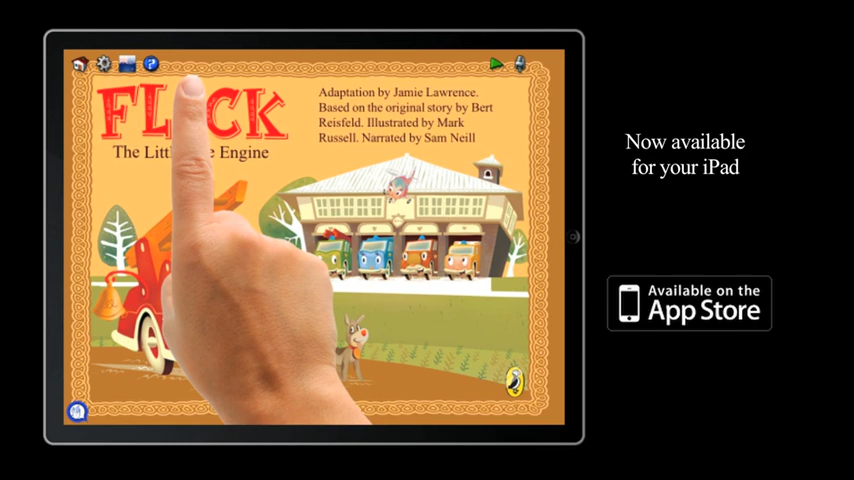 FL CK
The Littl e Engine
Adaptation by Jamie Lawrence.
Based on the original story by Bert
Reisfeld. Illustrated by Mark
Russell. Narrated by Sam Neill
Now available
for your iPad
Available on the
App Store